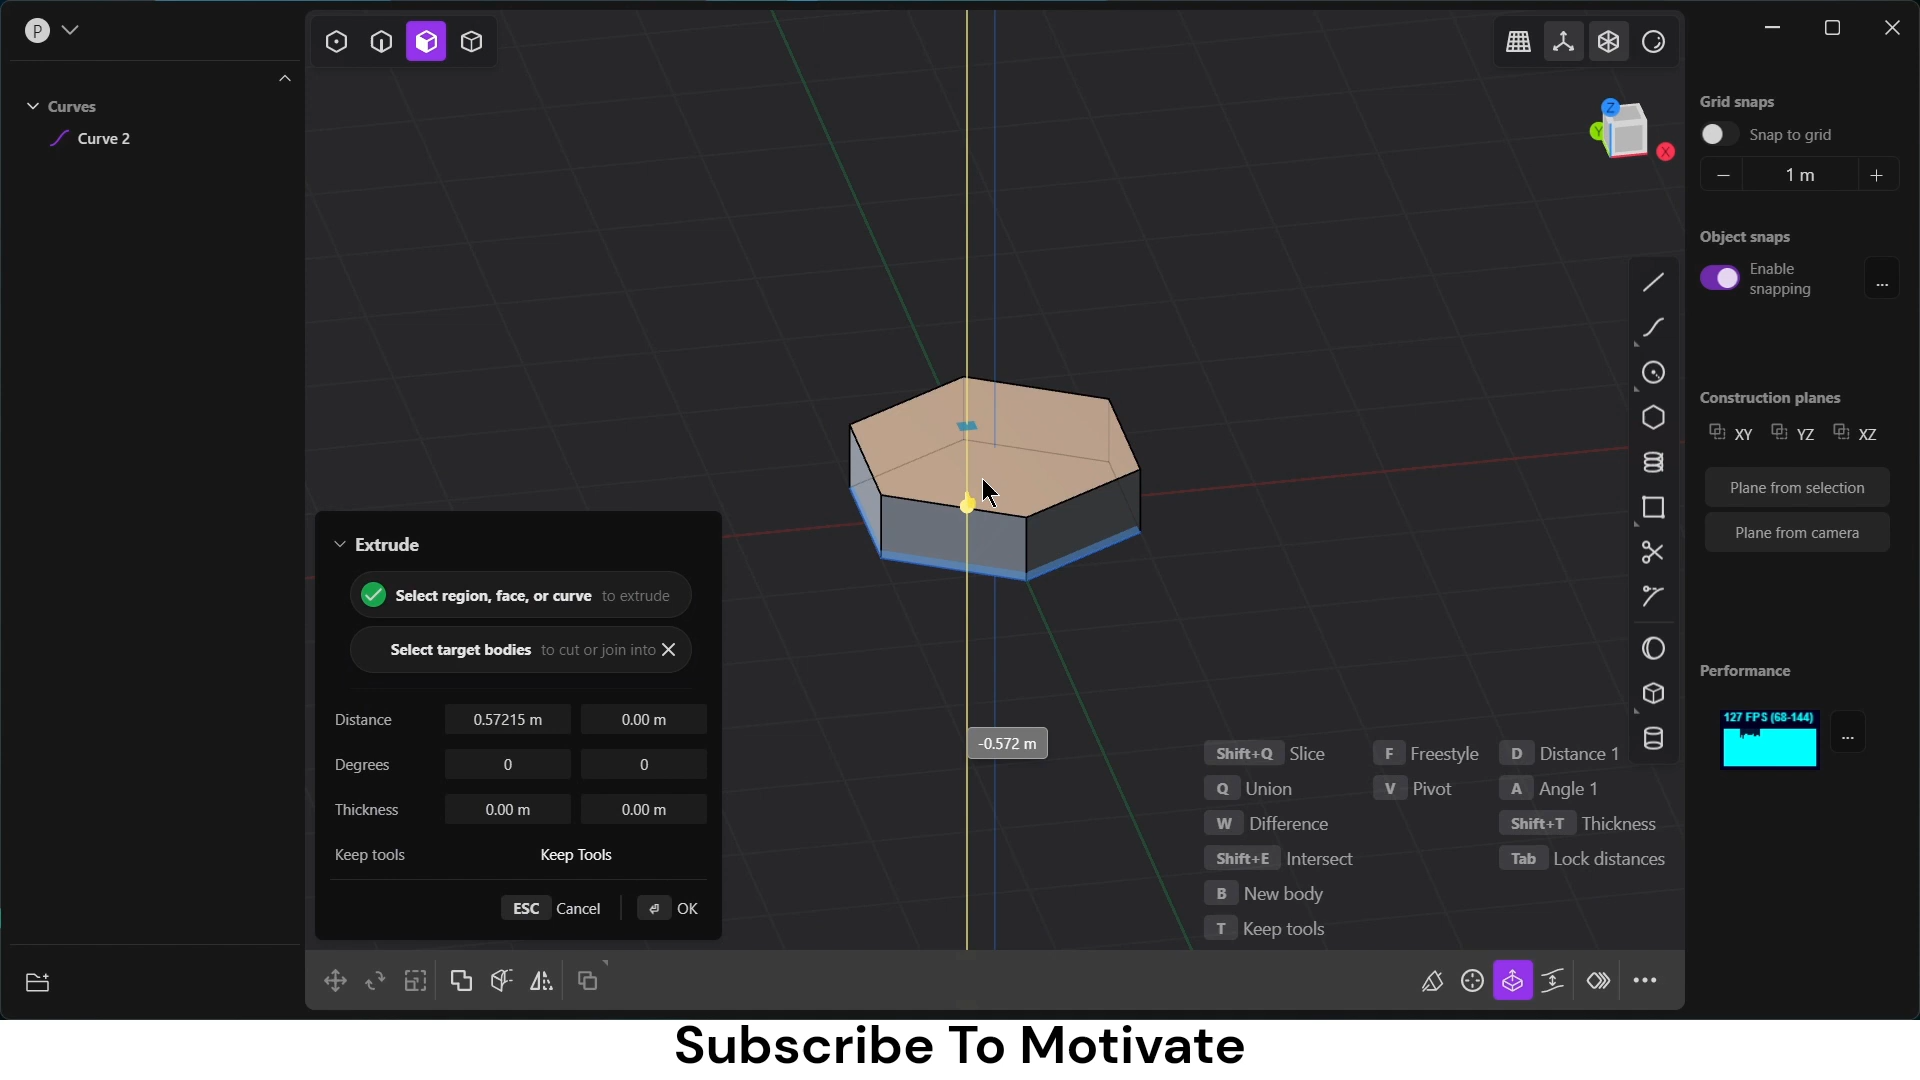 P
Curves
Curve 2
Z
Y
X
Grid snaps
Snap to grid
1 m
Object snaps
Enable
snapping
...
Construction planes
XY YZ XZ
Plane from selection
Plane from camera
Performance
127 FPS (68-144)
...
Extrude
Select region, face, or curve to extrude
Select target bodies to cut or join into
Distance 0.57215 m 0.00 m
Degrees 0 0
Thickness 0.00 m 0.00 m
Keep tools Keep Tools
ESC Cancel OK
-0.572 m
Shift+Q Slice F Freestyle D Distance 1
Q Union V Pivot A Angle 1
W Difference Shift+T Thickness
Shift+E Intersect Tab Lock distances
B New body
T Keep tools
Subscribe To Motivate